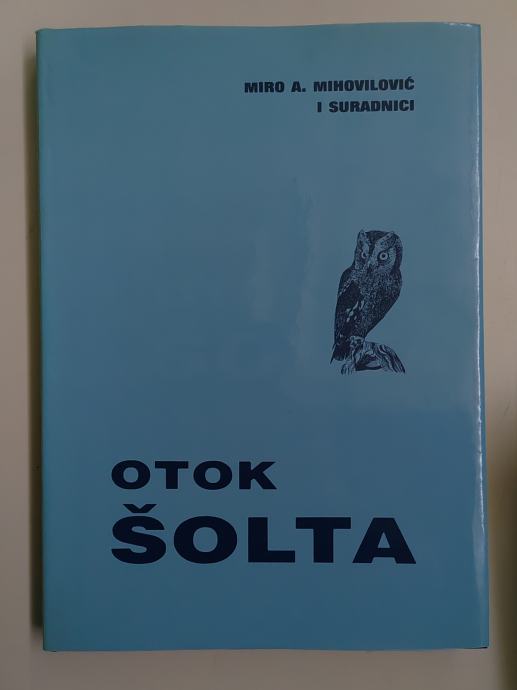 MIRO A. MIHOVILOVIĆ
I SURADNICI
OTOK
ŠOLTA